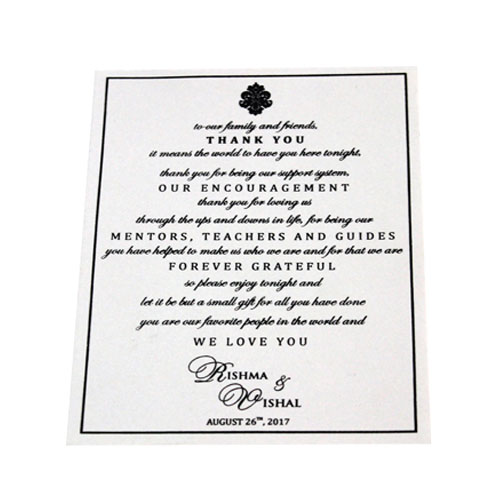 to our family and friends,
THANK YOU
it means the world to have you here tonight,
thank you for being our support system,
OUR ENCOURAGEMENT
thank you for loving us
through the ups and downs in life, for being our
MENTORS, TEACHERS AND GUIDES
you have helped to make us who we are and for that we are
FOREVER GRATEFUL
so please enjoy tonight and
let it be but a small gift for all you have done
you are our favorite people in the world and
WE LOVE YOU
RISHMA
&
VISHAL
AUGUST 26TH, 2017